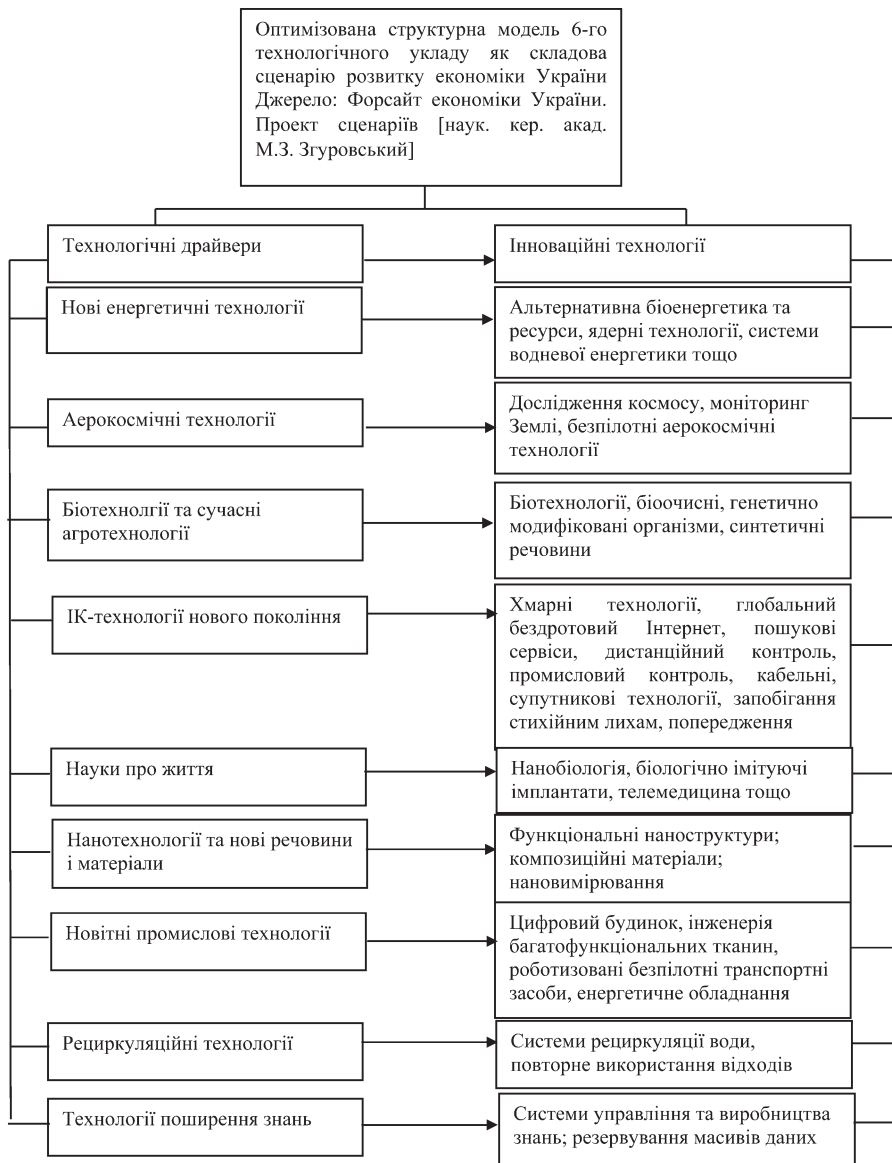 Оптимізована структурна модель 6-го
технологічного укладу як складова
сценарію розвитку економіки України
Джерело: Форсайт економіки України.
Проект сценаріїв [наук. кер. акад.
М.З. Згуровський]
Технологічні драйвери
Інноваційні технології
Нові енергетичні технології
Альтернативна біоенергетика та
ресурси, ядерні технології, системи
водневої енергетики тощо
Аерокосмічні технології
Дослідження космосу, моніторинг
Землі, безпілотні аерокосмічні
технології
Біотехнолгії та сучасні
агротехнології
Біотехнології, біоочисні, генетично
модифіковані організми, синтетичні
речовини
ІК-технології нового покоління
Хмарні технології, глобальний
бездротовий Інтернет, пошукові
сервіси, дистанційний контроль,
промисловий контроль, кабельні,
супутникові технології, запобігання
стихійним лихам, попередження
Науки про життя
Нанобіологія, біологічно імітуючі
імплантати, телемедицина тощо
Нанотехнології та нові речовини
і матеріали
Функціональні наноструктури;
композиційні матеріали;
нановимірювання
Новітні промислові технології
Цифровий будинок, інженерія
багатофункціональних тканин,
роботизовані безпілотні транспортні
засоби, енергетичне обладнання
Рециркуляційні технології
Системи рециркуляції води,
повторне використання відходів
Технології поширення знань
Системи управління та виробництва
знань; резервування масивів даних